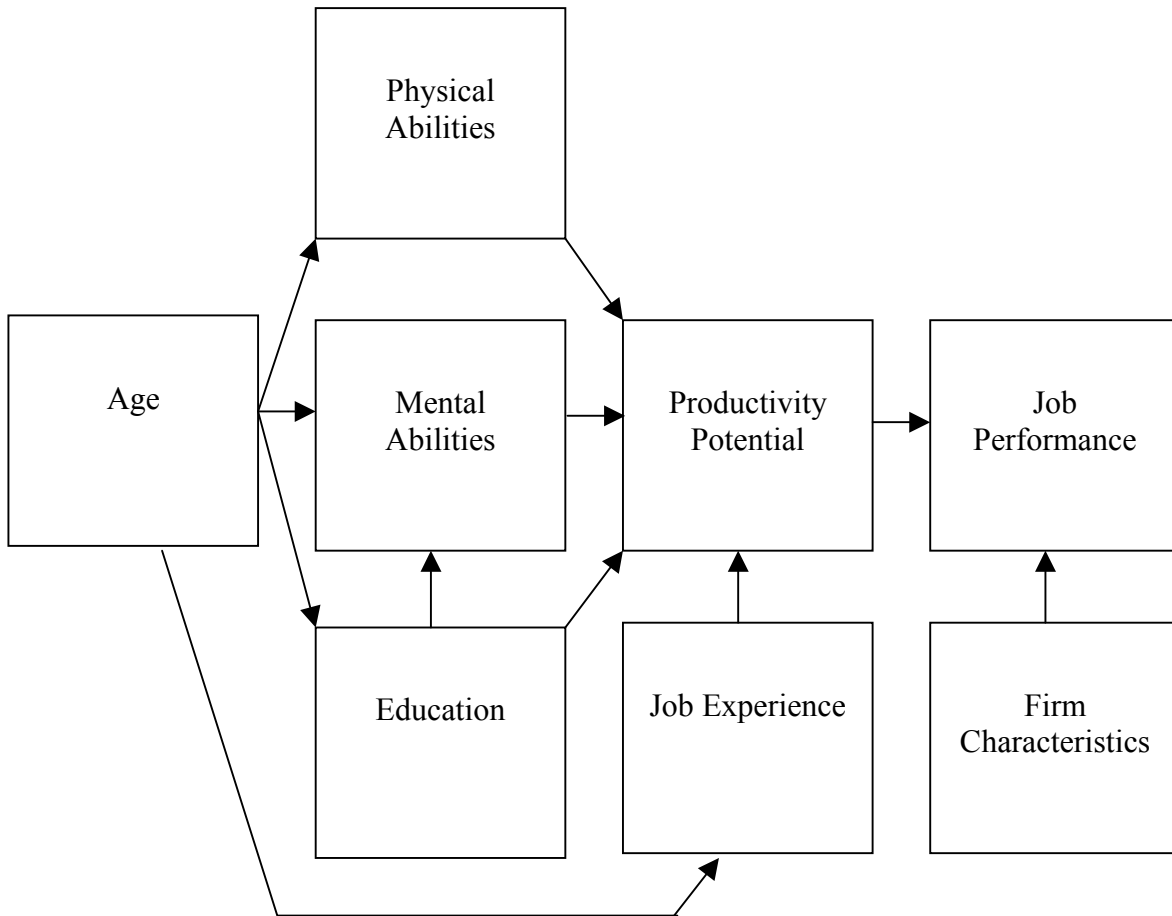 Physical
Abilities
Age
Mental
Abilities
Productivity
Potential
Job
Performance
Education
Job Experience
Firm
Characteristics